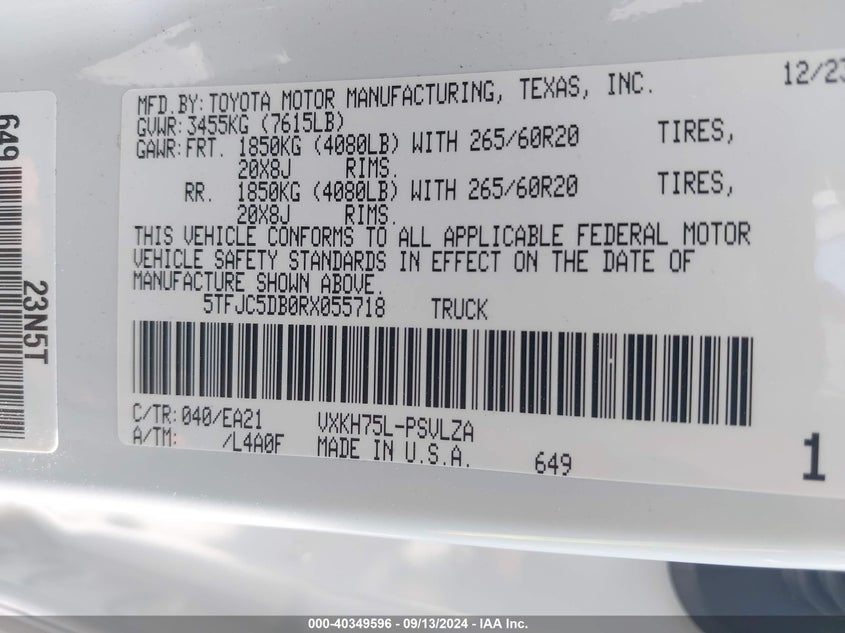 12/23
MFD.BY: TOYOTA MOTOR MANUFACTURING, TEXAS, INC.
GVWR: 3455KG (7615LB)
GAWR: FRT. 1850KG (4080LB) WITH 265/60R20 TIRES,
20X8J RIMS.
RR. 1850KG (4080LB) WITH 265/60R20 TIRES,
20X8J RIMS.
THIS VEHICLE CONFORMS TO ALL APPLICABLE FEDERAL MOTOR
VEHICLE SAFETY STANDARDS IN EFFECT ON THE DATE OF
MANUFACTURE SHOWN ABOVE.
5TFJC5DB0RX055718 TRUCK
C/TR: 040/EA21 VXKH75L-PSVLZA
A/TM: /L4A0F MADE IN U.S.A. 649
1
649
23N5T
000-40349596 - 09/13/2024 - IAA Inc.